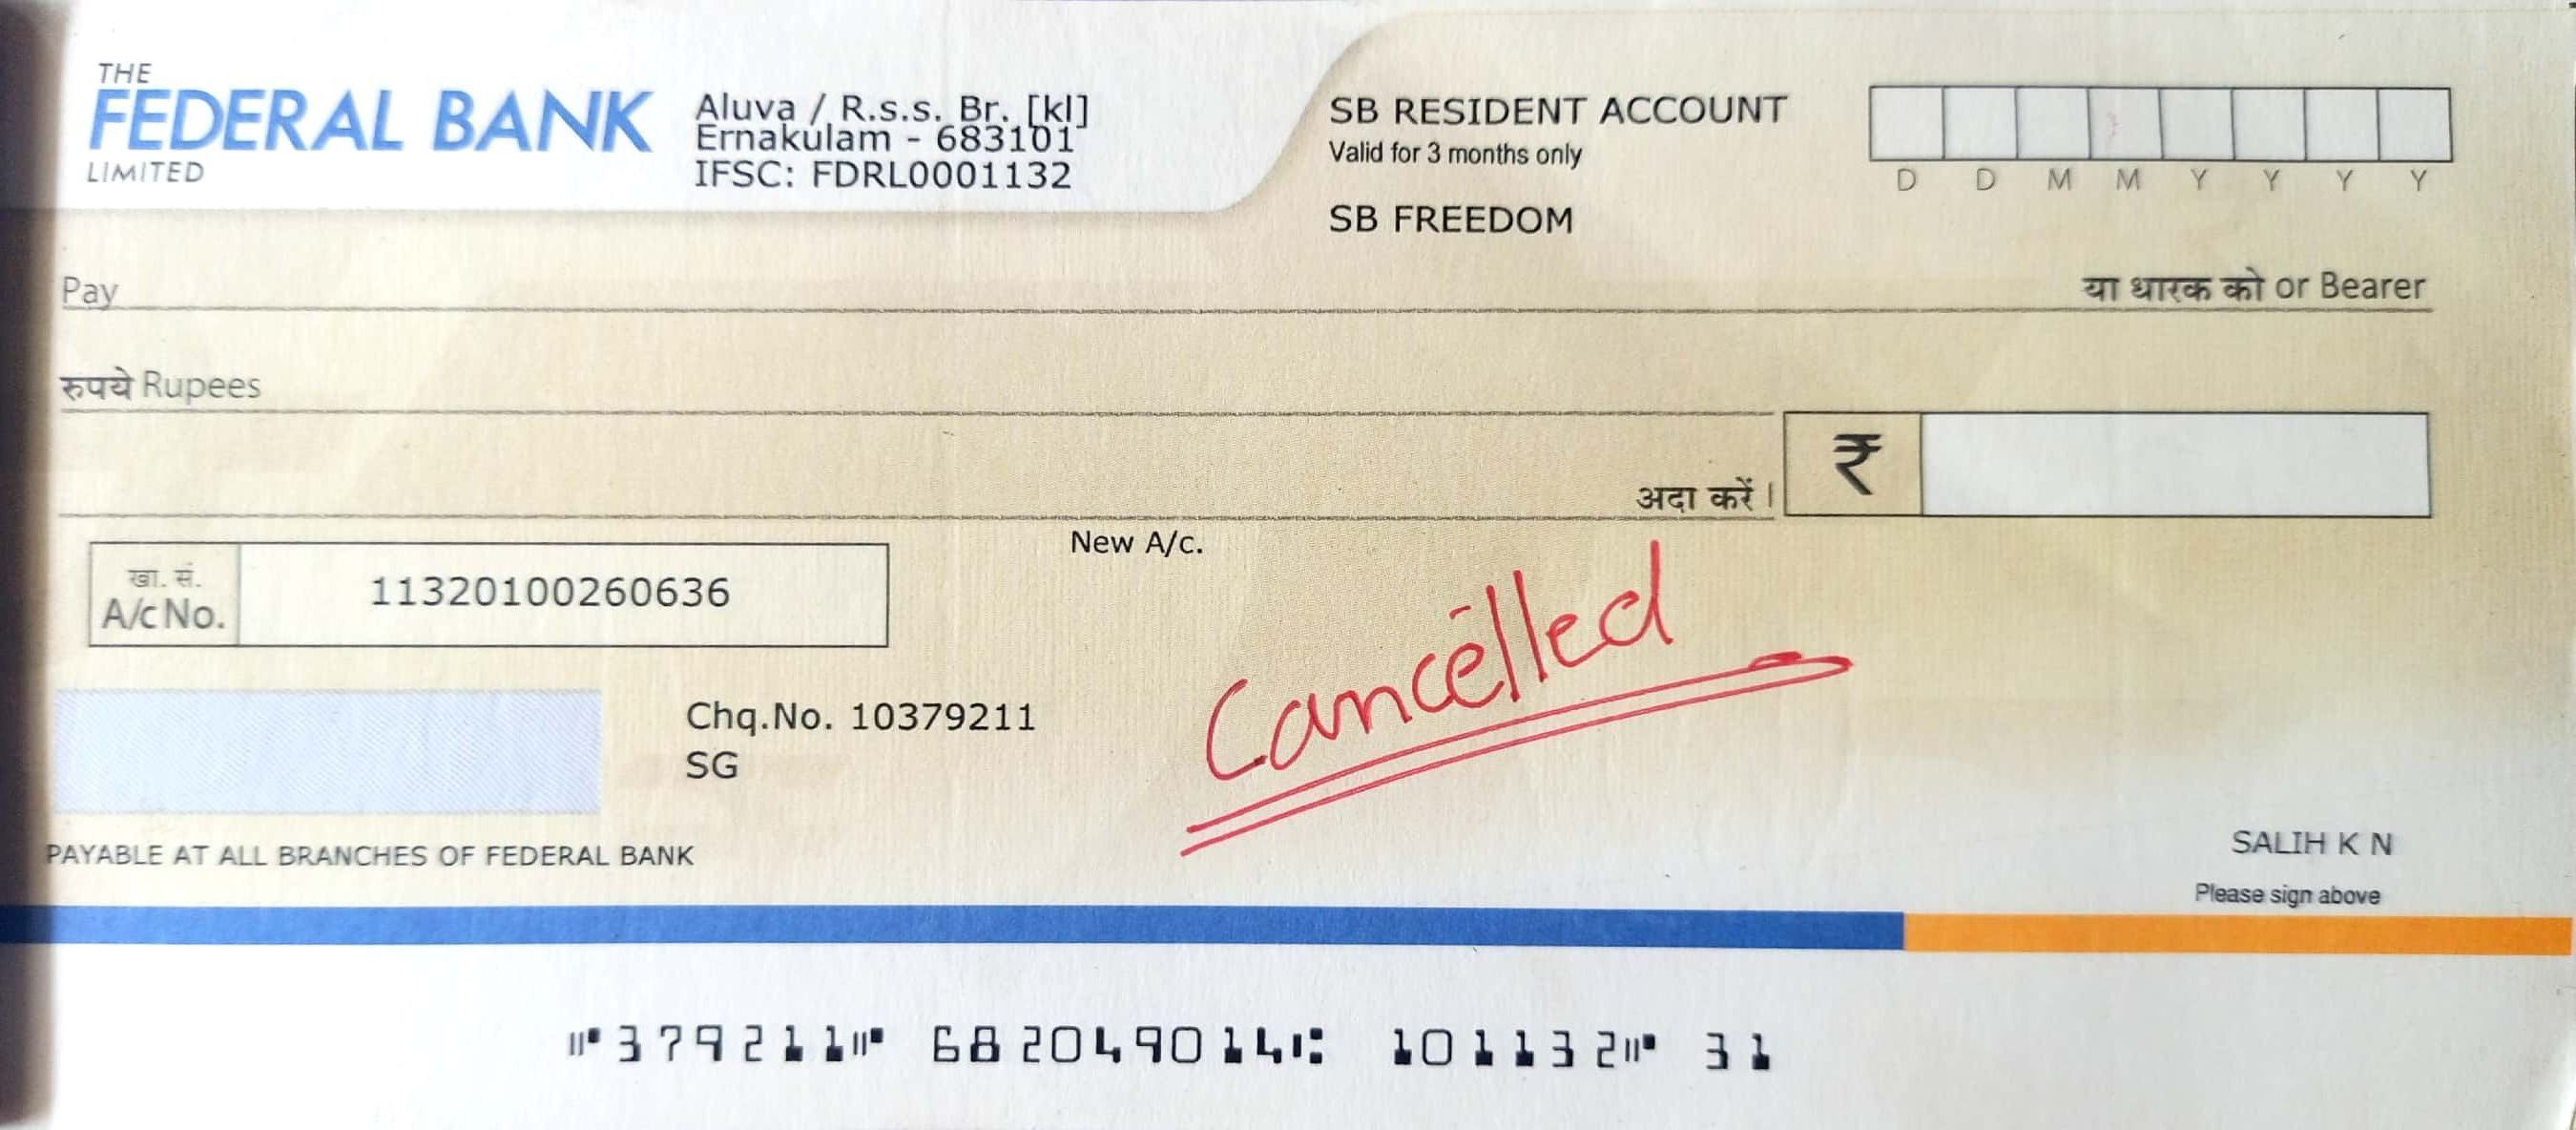 THE
FEDERAL BANK
LIMITED
Aluva / R.s.s. Br. [kl]
Ernakulam - 683101
IFSC: FDRL0001132
SB RESIDENT ACCOUNT
Valid for 3 months only
SB FREEDOM
D D M M Y Y Y Y
Pay
या धारक को or Bearer
रुपये Rupees
अदा करें।
₹
New A/c.
खा. सं.
A/c No.
11320100260636
Cancelled
Chq.No. 10379211
SG
PAYABLE AT ALL BRANCHES OF FEDERAL BANK
SALIH K N
Please sign above
⑈379211⑈ 682049014⑆ 101132⑈ 31